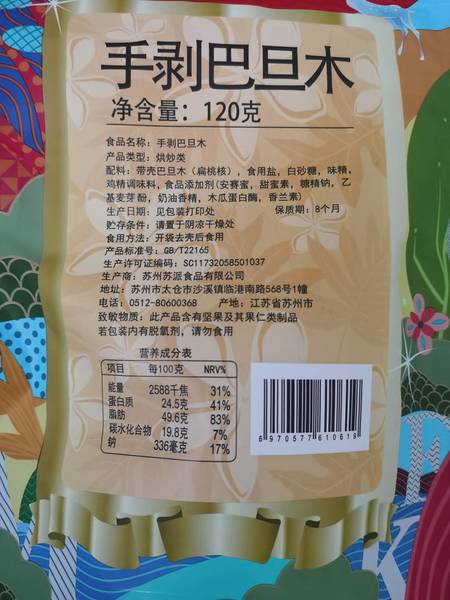 手剥巴旦木
净含量：120克
食品名称：手剥巴旦木
产品类型：烘炒类
配料：带壳巴旦木（扁桃核），食用盐，白砂糖，味精，
鸡精调味料，食品添加剂(安赛蜜，甜蜜素，糖精钠，乙
基麦芽酚，奶油香精，木瓜蛋白酶，香兰素)
生产日期：见包装打印处 保质期：8个月
贮存条件：请置于阴凉干燥处
食用方法：开袋去壳后食用
产品标准号：GB/T22165
生产许可证编码：SC11732058501037
生产商：苏州苏派食品有限公司
地址：苏州市太仓市沙溪镇临港南路568号1幢
电话：0512-80600368 产地：江苏省苏州市
致敏物质：此产品含有坚果及其果仁类制品
若包装内有脱氧剂，请勿食用
营养成分表
项目 每100克 NRV%
能量 2588千焦 31%
蛋白质 24.5克 41%
脂肪 49.6克 83%
碳水化合物 19.8克 7%
钠 336毫克 17%
6970577610619